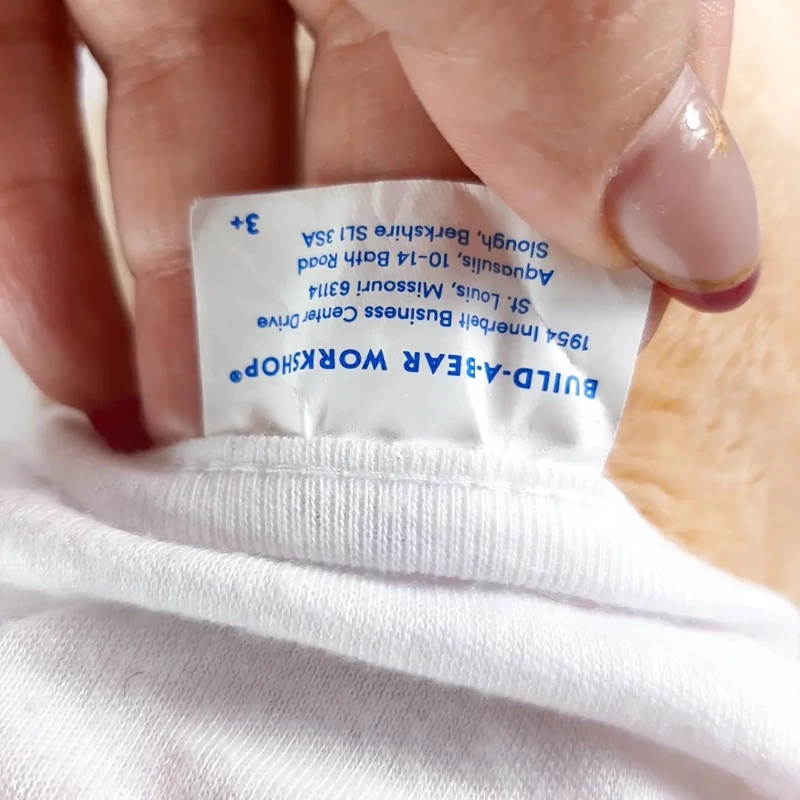 BUILD-A-BEAR WORKSHOP®
1954 Innerbelt Business Center Drive
St. Louis, Missouri 63114
Aquasulis, 10-14 Bath Road
Slough, Berkshire SL1 3SA
3+